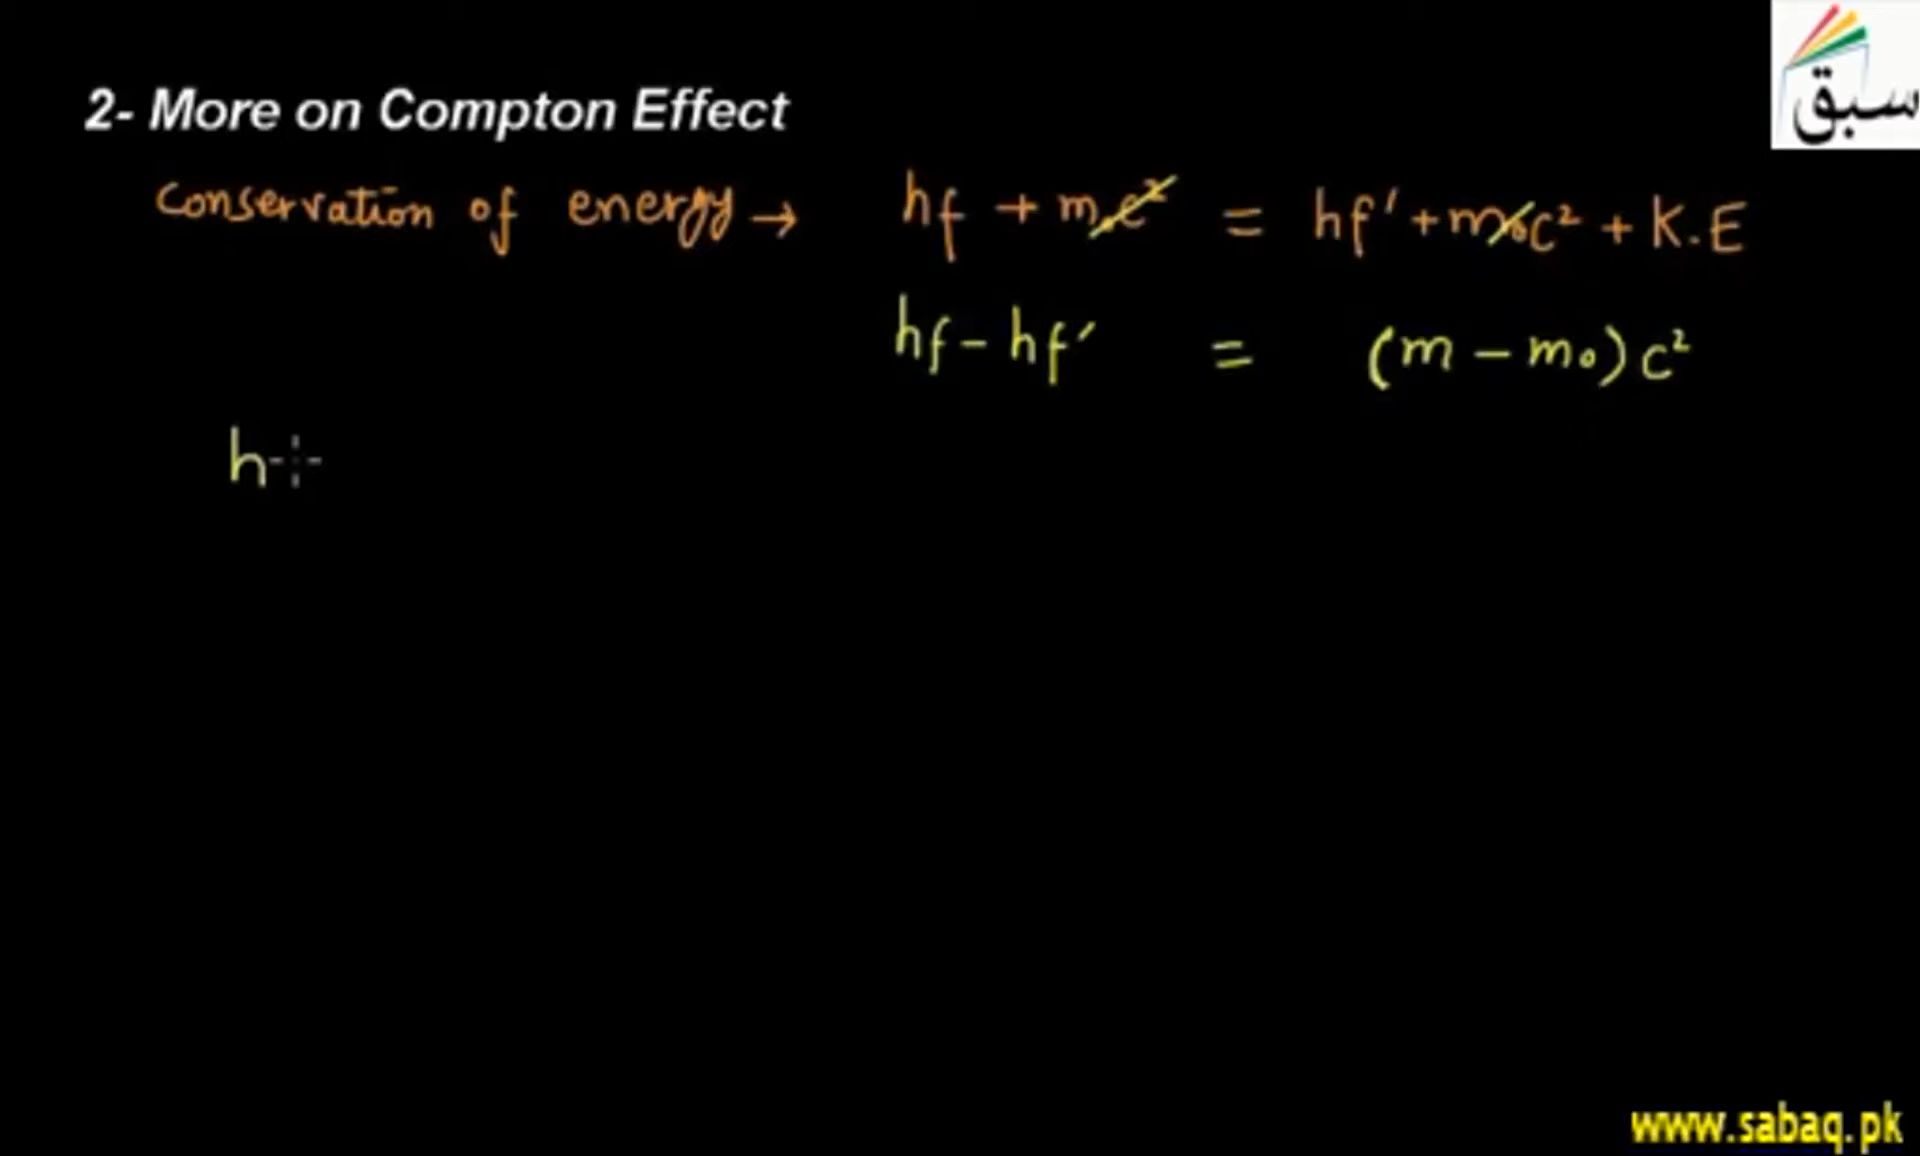 سبق
2- More on Compton Effect
conservation of energy → hf + m₀c² = hf' + m₀c² + K.E
hf - hf' = (m - m₀) c²
h
www.sabaq.pk